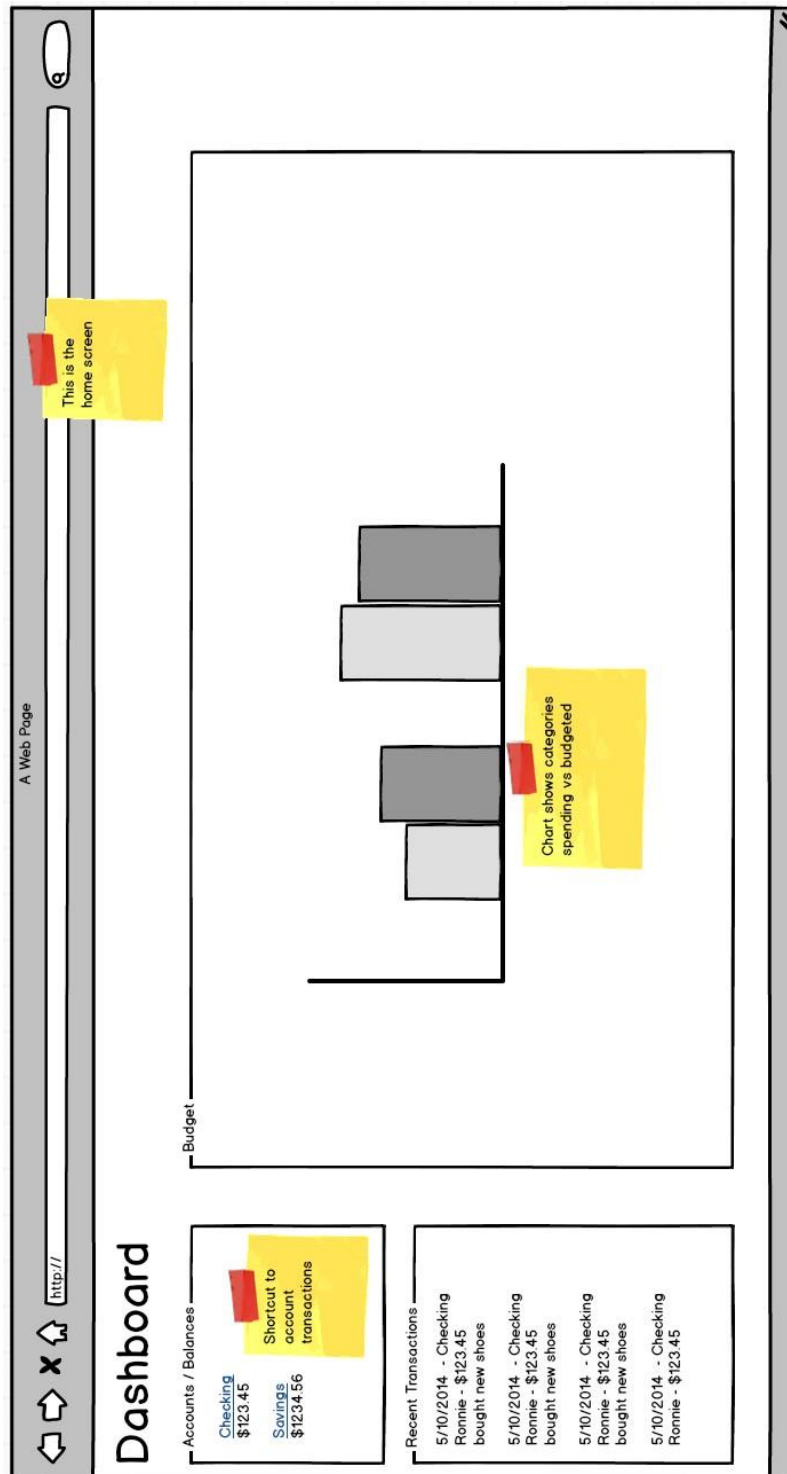 A Web Page
http://
This is the
home screen
Dashboard
Accounts / Balances
Checking
$123.45
Savings
$1234.56
Shortcut to
account
transactions
Recent Transactions
5/10/2014 - Checking
Ronnie - $123.45
bought new shoes
5/10/2014 - Checking
Ronnie - $123.45
bought new shoes
5/10/2014 - Checking
Ronnie - $123.45
bought new shoes
5/10/2014 - Checking
Ronnie - $123.45
Budget
Chart shows categories
spending vs budgeted